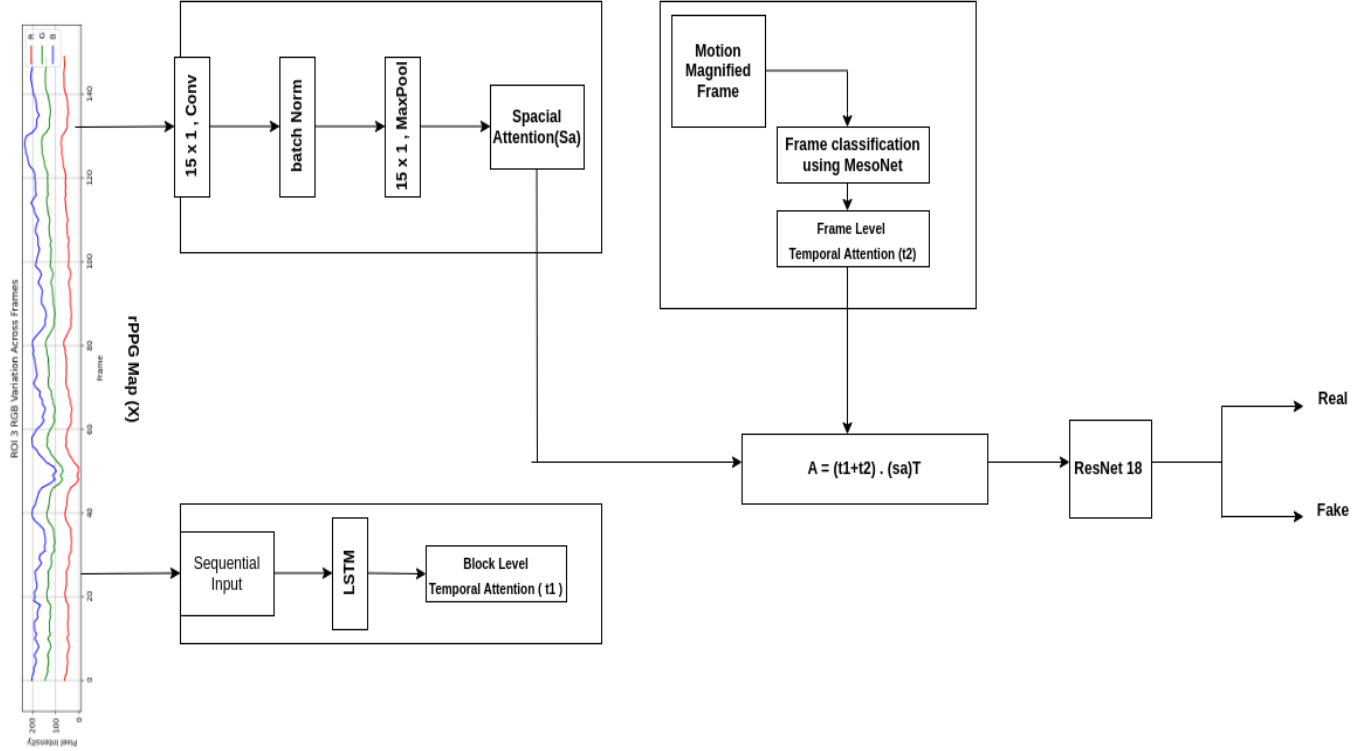 ROI 3 RGB Variation Across Frames
R
G
B
140
120
100
80
60
40
20
0
Frame
200
100
0
Pixel Intensity
rPPG Map (X)
15 x 1 , Conv
batch Norm
15 x 1 , MaxPool
Spacial
Attention(Sa)
Motion
Magnified
Frame
Frame classification
using MesoNet
Frame Level
Temporal Attention (t2)
A = (t1+t2) . (sa)T
ResNet 18
Real
Fake
Sequential
Input
LSTM
Block Level
Temporal Attention ( t1 )